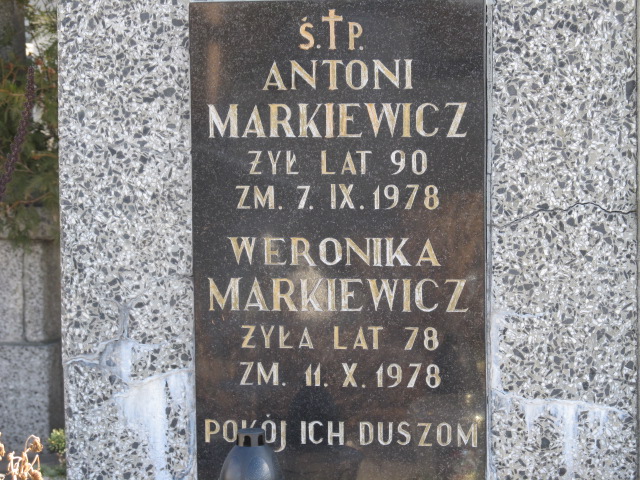 Ś.†P.
ANTONI
MARKIEWICZ
ŻYŁ LAT 90
ZM. 7. IX. 1978
WERONIKA
MARKIEWICZ
ŻYŁA LAT 78
ZM. 11. X. 1978
POKÓJ ICH DUSZOM